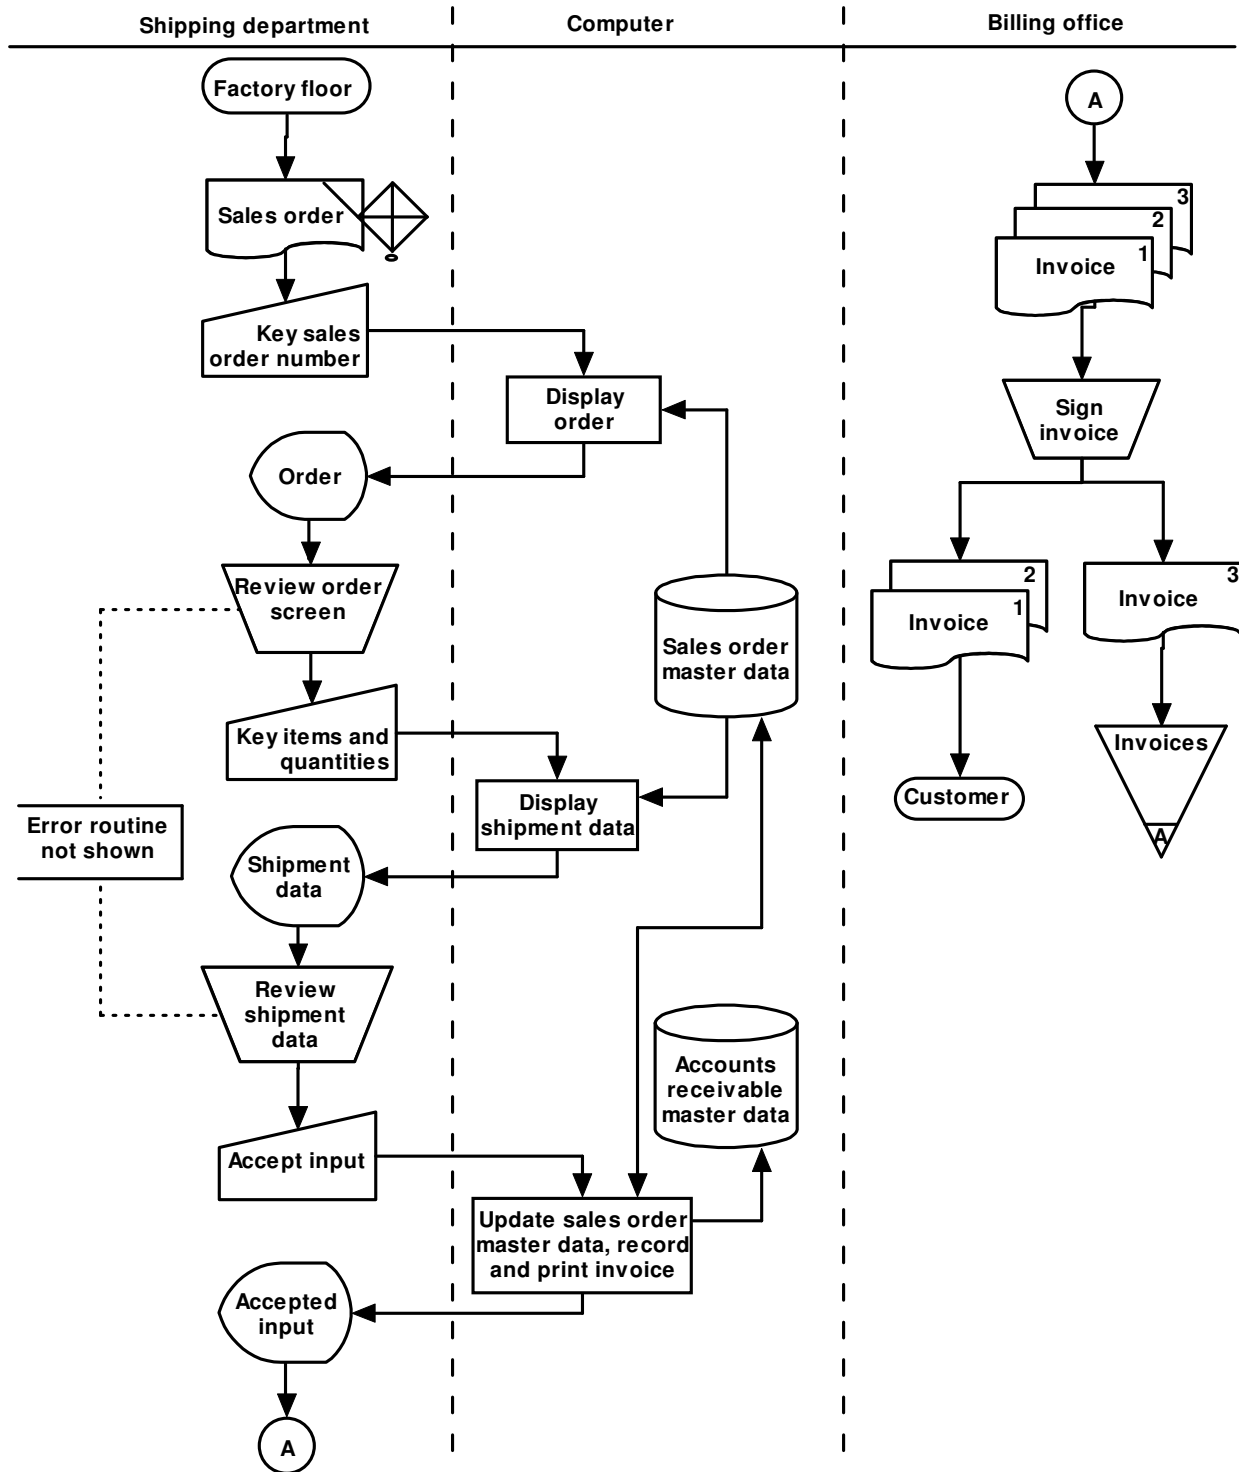 Shipping department
Computer
Billing office
Factory floor
Sales order
Key sales
order number
Display
order
Order
Review order
screen
Sales order
master data
Key items and
quantities
Display
shipment data
Error routine
not shown
Shipment
data
Review
shipment
data
Accounts
receivable
master data
Accept input
Update sales order
master data, record
and print invoice
Accepted
input
A
A
3
2
1
Invoice
Sign
invoice
2
1
Invoice
3
Invoice
Customer
Invoices
A